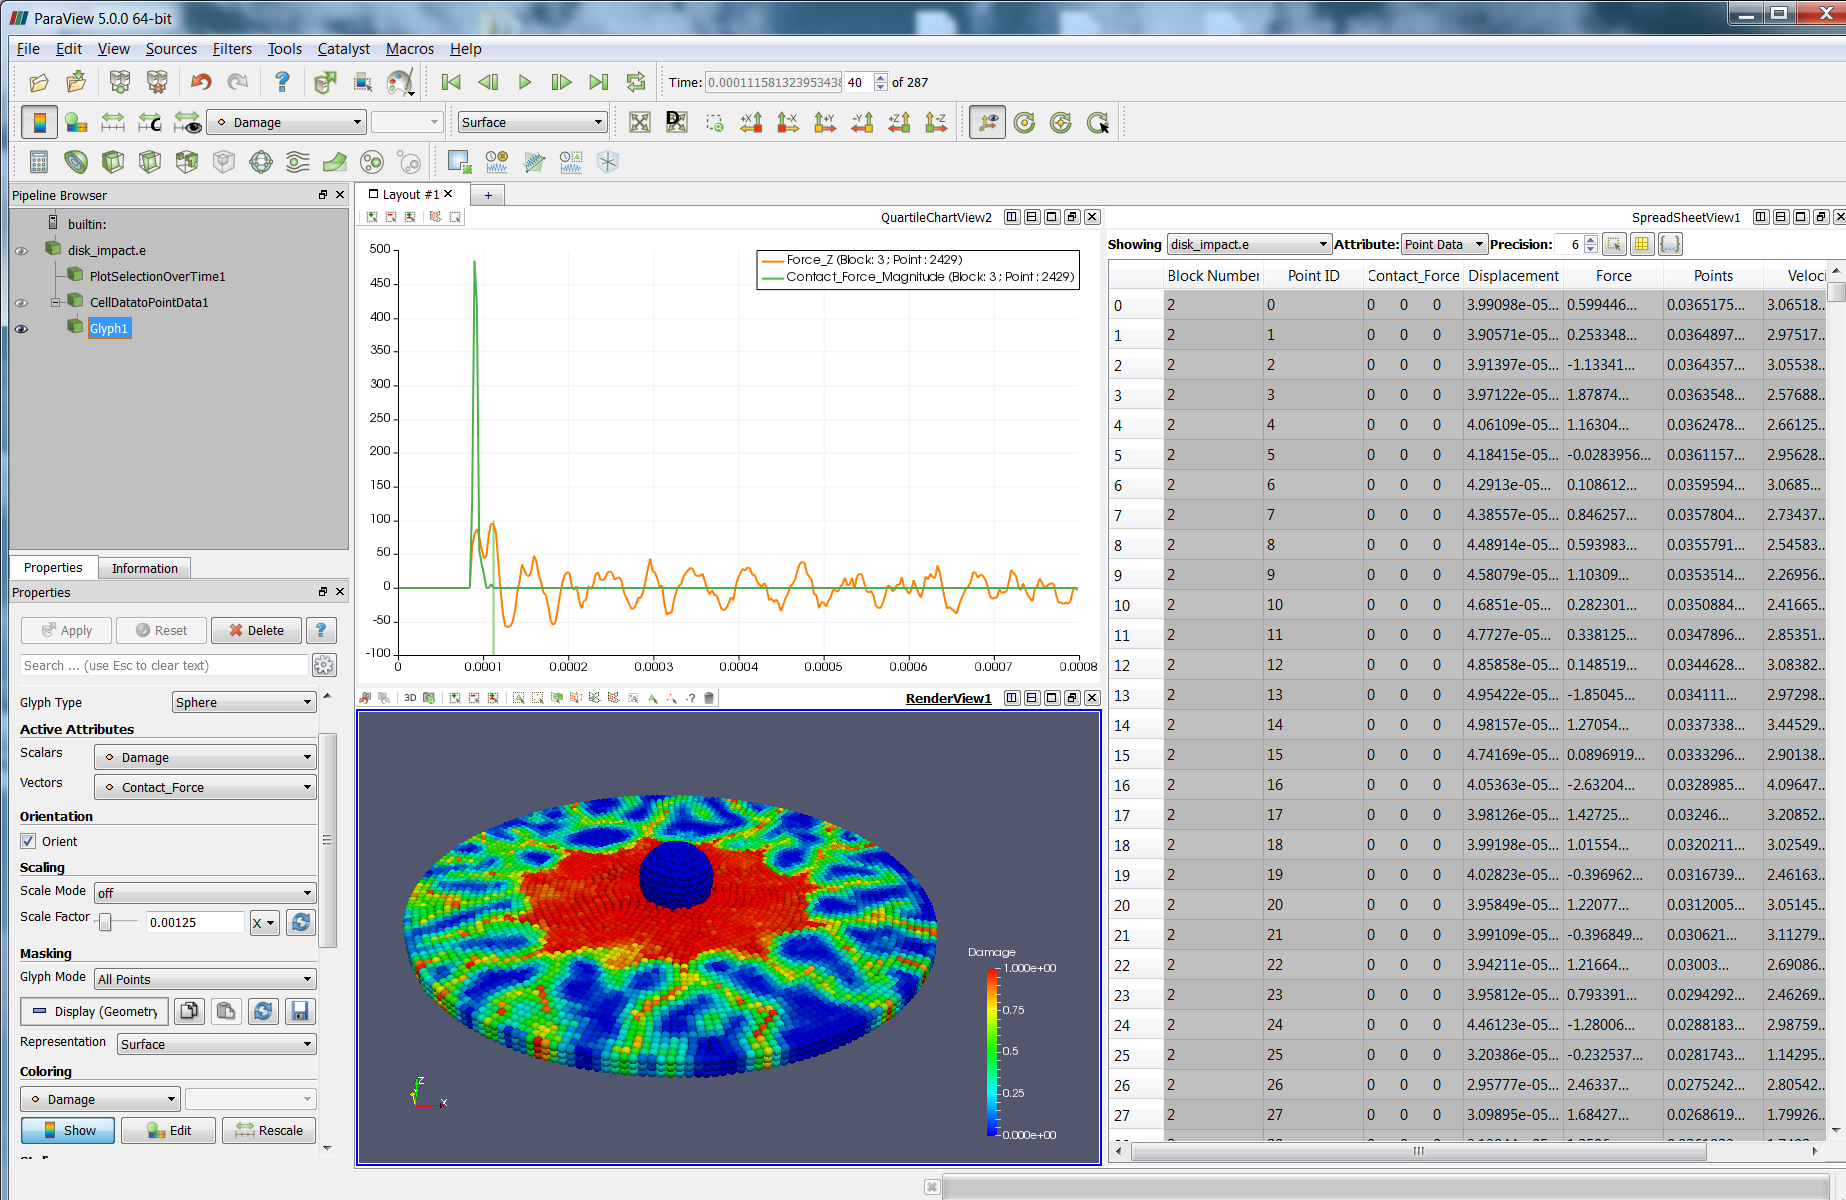 ParaView 5.0.0 64-bit
File Edit View Sources Filters Tools Catalyst Macros Help
Time: 0.000111581323953438 40 of 287
Damage Surface
+X -X +Y -Y +Z -Z
Pipeline Browser
builtin:
disk_impact.e
PlotSelectionOverTime1
CellDatatoPointData1
Glyph1
Properties Information
Properties
Apply Reset Delete ?
Search ... (use Esc to clear text)
Glyph Type Sphere
Active Attributes
Scalars Damage
Vectors Contact_Force
Orientation
Orient
Scaling
Scale Mode off
Scale Factor 0.00125 X
Masking
Glyph Mode All Points
Display (Geometry
Representation Surface
Coloring
Damage
Show Edit Rescale
Layout #1
+
QuartileChartView2
Force_Z (Block: 3 ; Point : 2429)
Contact_Force_Magnitude (Block: 3 ; Point : 2429)
500
450
400
350
300
250
200
150
100
50
0
-50
-100
0 0.0001 0.0002 0.0003 0.0004 0.0005 0.0006 0.0007 0.0008
3D
RenderView1
Damage
1.000e+00
0.75
0.5
0.25
0.000e+00
Z
X
SpreadSheetView1
Showing disk_impact.e Attribute: Point Data Precision: 6
Block Number Point ID Contact_Force Displacement Force Points Veloci
0 2 0 0 0 0 3.99098e-05... 0.599446... 0.0365175... 3.06518...
1 2 1 0 0 0 3.90571e-05... 0.253348... 0.0364897... 2.97517...
2 2 2 0 0 0 3.91397e-05... -1.13341... 0.0364357... 3.05538...
3 2 3 0 0 0 3.97122e-05... 1.87874... 0.0363548... 2.57688...
4 2 4 0 0 0 4.06109e-05... 1.16304... 0.0362478... 2.66125...
5 2 5 0 0 0 4.18415e-05... -0.0283956... 0.0361157... 2.95628...
6 2 6 0 0 0 4.2913e-05... 0.108612... 0.0359594... 3.0685...
7 2 7 0 0 0 4.38557e-05... 0.846257... 0.0357804... 2.73437...
8 2 8 0 0 0 4.48914e-05... 0.593983... 0.0355791... 2.54583...
9 2 9 0 0 0 4.58079e-05... 1.10309... 0.0353514... 2.26956...
10 2 10 0 0 0 4.6851e-05... 0.282301... 0.0350884... 2.41665...
11 2 11 0 0 0 4.7727e-05... 0.338125... 0.0347896... 2.85351...
12 2 12 0 0 0 4.85858e-05... 0.148519... 0.0344628... 3.08382...
13 2 13 0 0 0 4.95422e-05... -1.85045... 0.034111... 2.97298...
14 2 14 0 0 0 4.98157e-05... 1.27054... 0.0337338... 3.44529...
15 2 15 0 0 0 4.74169e-05... 0.0896919... 0.0333296... 2.90138...
16 2 16 0 0 0 4.05363e-05... -2.63204... 0.0328985... 4.09647...
17 2 17 0 0 0 3.98126e-05... 1.42725... 0.03246... 3.20852...
18 2 18 0 0 0 3.99198e-05... 1.01554... 0.0320211... 3.02549...
19 2 19 0 0 0 4.02823e-05... -0.396962... 0.0316739... 2.46163...
20 2 20 0 0 0 3.95849e-05... 1.22077... 0.0312005... 3.05145...
21 2 21 0 0 0 3.99109e-05... -0.396849... 0.030621... 3.11279...
22 2 22 0 0 0 3.94211e-05... 1.21664... 0.03003... 2.69086...
23 2 23 0 0 0 3.95812e-05... 0.793391... 0.0294292... 2.46269...
24 2 24 0 0 0 4.46123e-05... -1.28006... 0.0288183... 2.98759...
25 2 25 0 0 0 3.20386e-05... -0.232537... 0.0281743... 1.14295...
26 2 26 0 0 0 2.95777e-05... 2.46337... 0.0275242... 2.80542...
27 2 27 0 0 0 3.09895e-05... 1.68427... 0.0268619... 1.79926...